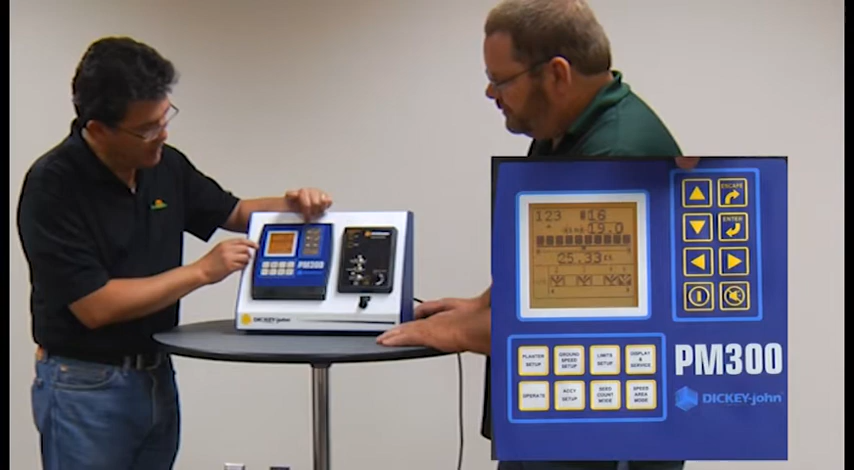 PM300
DICKEY-john
123 #16
19.0
25.33
ESCAPE
ENTER
PLANTER SETUP
GROUND SPEED SETUP
LIMITS SETUP
DISPLAY & SERVICE
OPERATE
ACCY SETUP
SEED COUNT MODE
SPEED AREA MODE
PM300
DICKEY-john